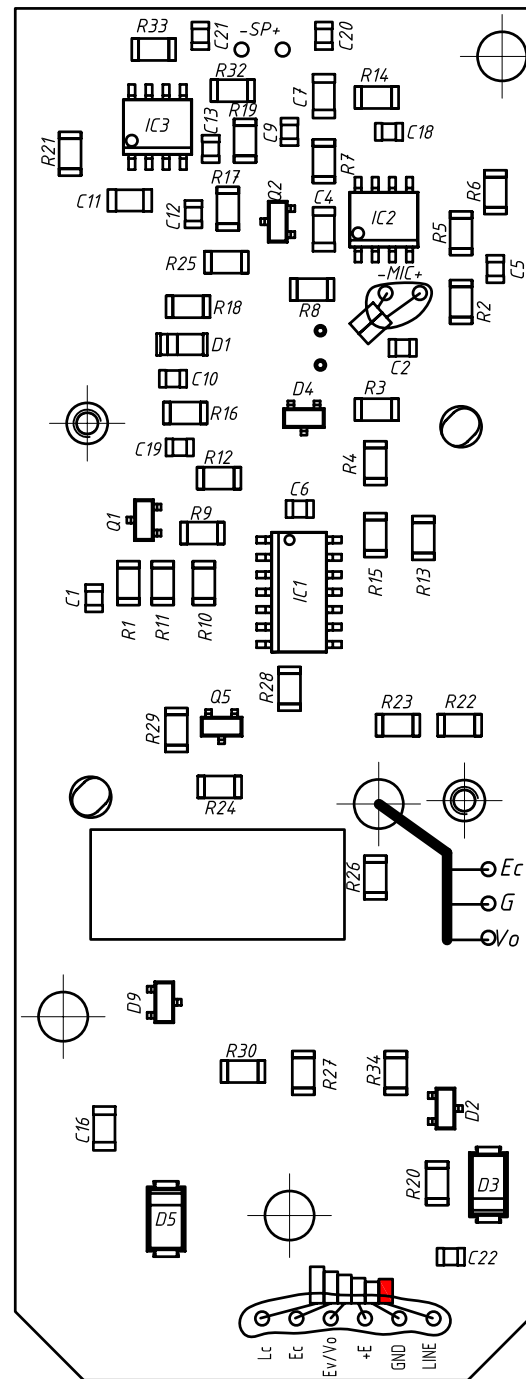 R33
C21
-SP+
C20
R32
R14
C7
R19
C13
C9
IC3
R21
C18
R7
R17
Q2
C4
R6
C11
C12
IC2
R5
R25
C5
-MIC+
R8
R2
R18
D1
C2
C10
D4
R3
R16
C19
R4
R12
C6
Q1
R9
IC1
R15
R13
C1
R1
R11
R10
R28
Q5
R29
R23
R22
R24
R26
Ec
G
Vo
D9
R30
R27
R34
D2
C16
R20
D3
D5
C22
Lc
Ec
Ev/Vo
+E
GND
LINE